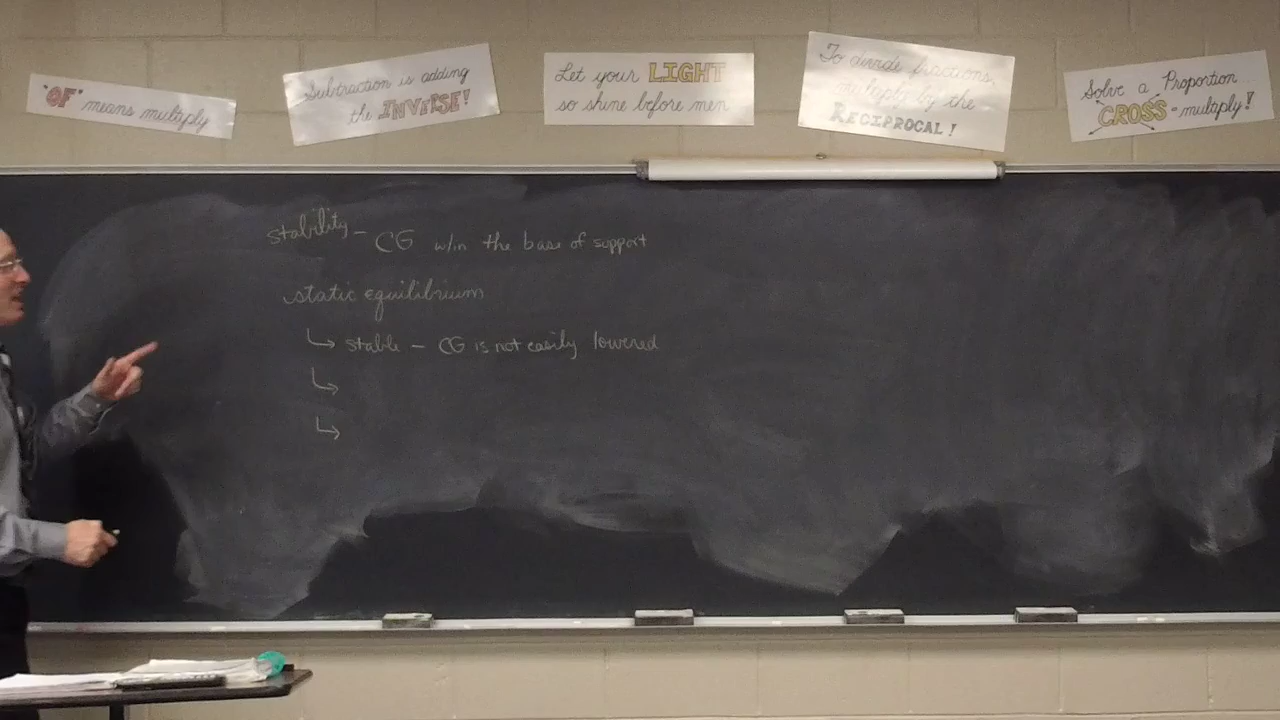 "OF" means multiply
Subtraction is adding
the INVERSE!
Let your LIGHT
so shine before men
To divide fractions,
multiply by the
RECIPROCAL!
Solve a Proportion
CROSS-multiply!
stability - CG w/in the base of support
static equilibrium
↳ stable - CG is not easily lowered
↳
↳